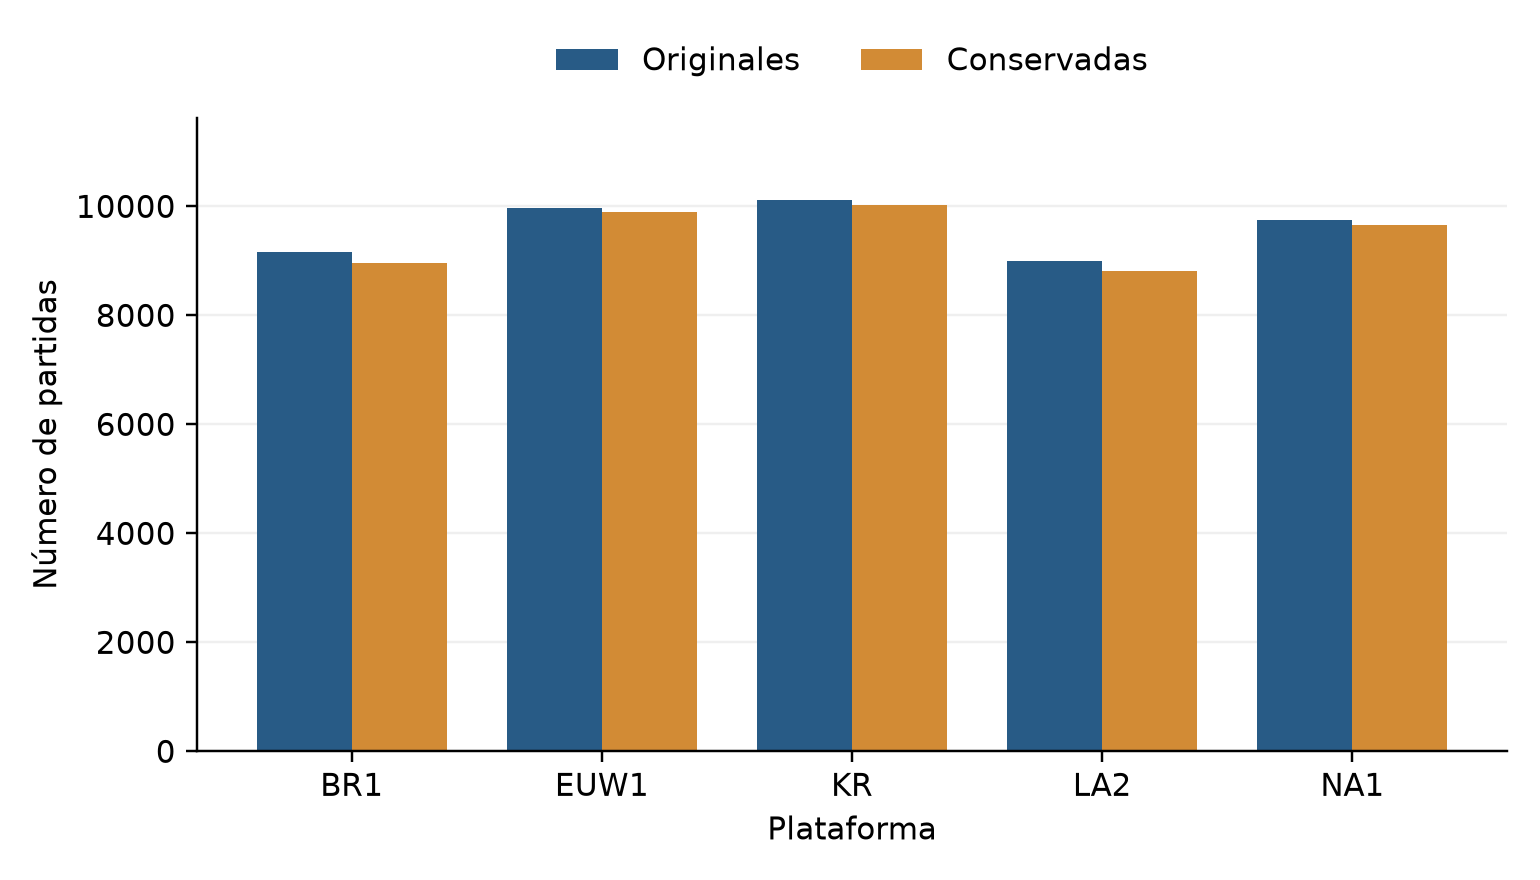 Originales Conservadas
Número de partidas
10000
8000
6000
4000
2000
0
BR1 EUW1 KR LA2 NA1
Plataforma